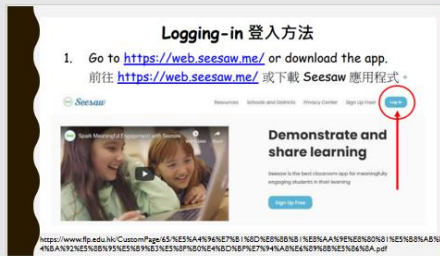 Logging-in 登入方法
1. Go to https://web.seesaw.me/ or download the app.
前往 https://web.seesaw.me/ 或下載 Seesaw 應用程式。
Seesaw
Resources Schools and Districts Privacy Center Sign Up Free! Log In
Spark Meaningful Engagement with Seesaw
Demonstrate and
share learning
Seesaw is the best classroom app for meaningfully
engaging students in their learning
Sign Up Free